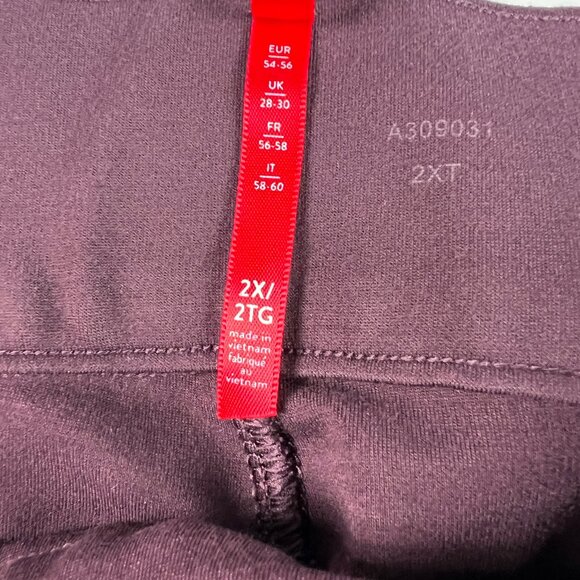 EUR
54-56
UK
28-30
FR
56-58
IT
58-60
2X/
2TG
made in
vietnam
fabriqué
au
vietnam
A309031
2XT